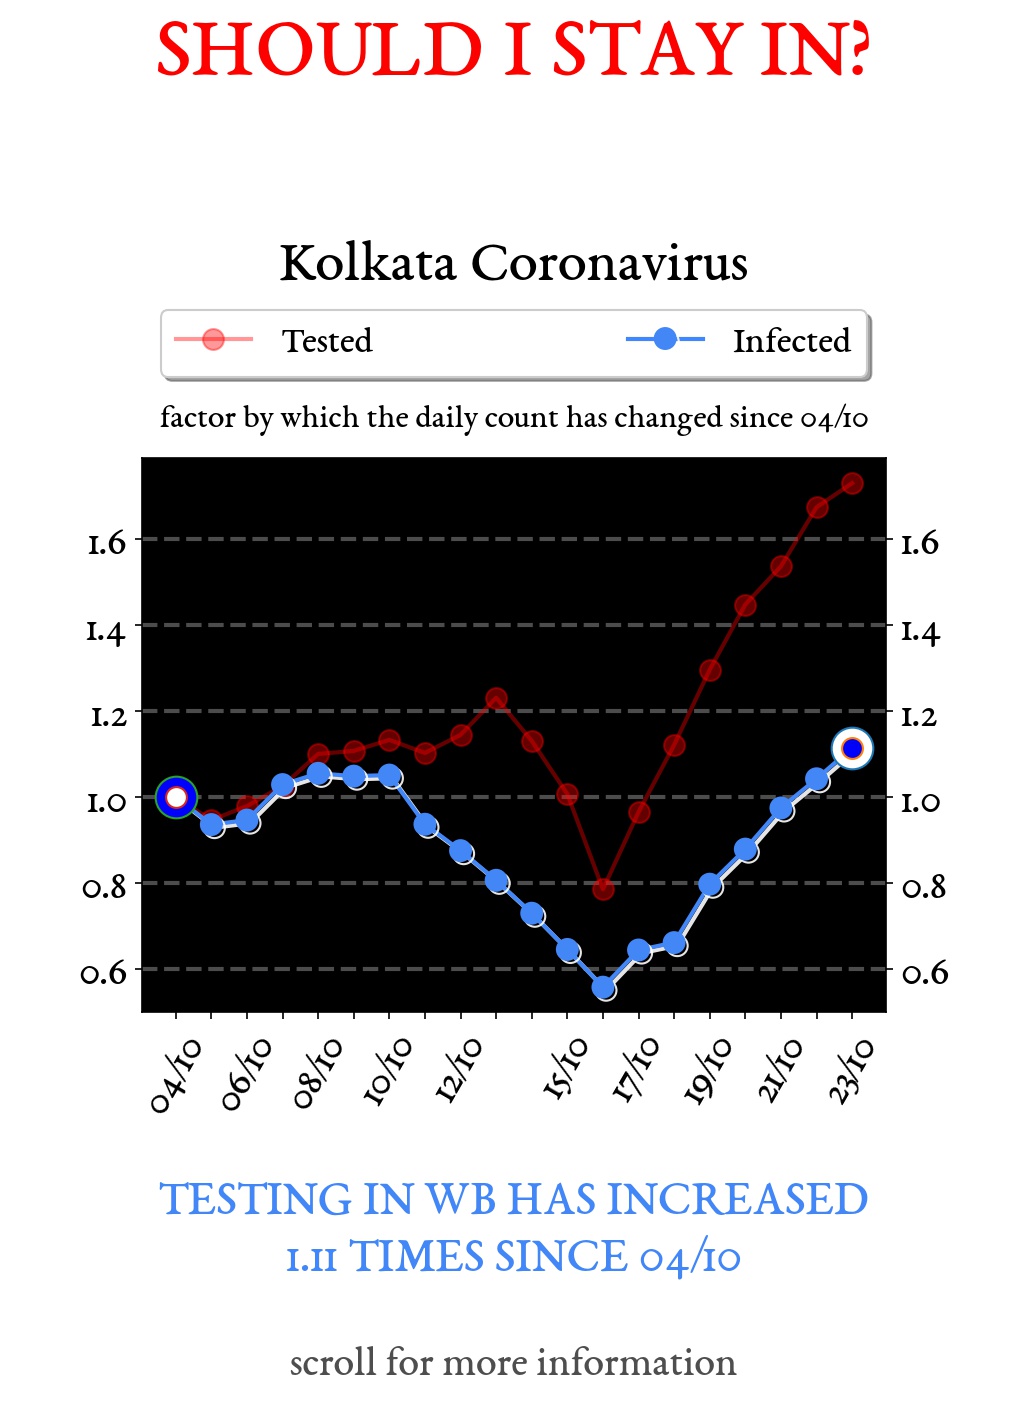 SHOULD I STAY IN?
Kolkata Coronavirus
Tested Infected
factor by which the daily count has changed since 04/10
1.6 1.6
1.4 1.4
1.2 1.2
1.0 1.0
0.8 0.8
0.6 0.6
04/10 06/10 08/10 10/10 12/10 15/10 17/10 19/10 21/10 23/10
TESTING IN WB HAS INCREASED
1.11 TIMES SINCE 04/10
scroll for more information